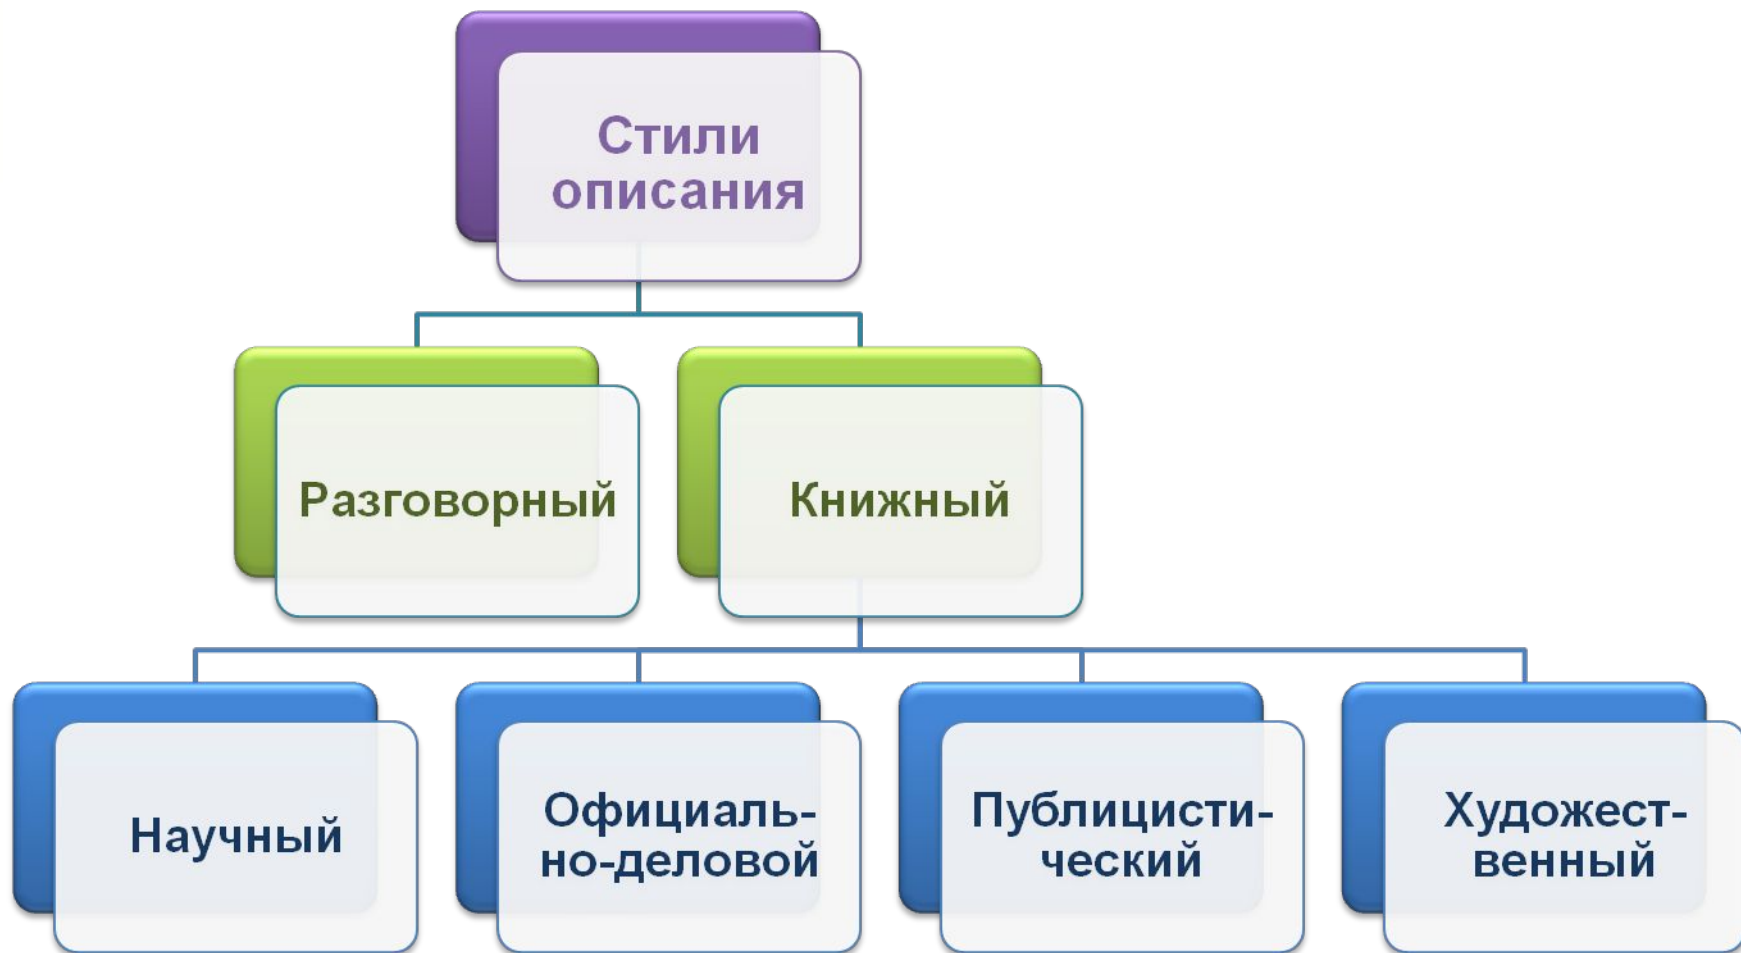 Стили
описания
Разговорный
Книжный
Научный
Официаль-
но-деловой
Публицисти-
ческий
Художест-
венный